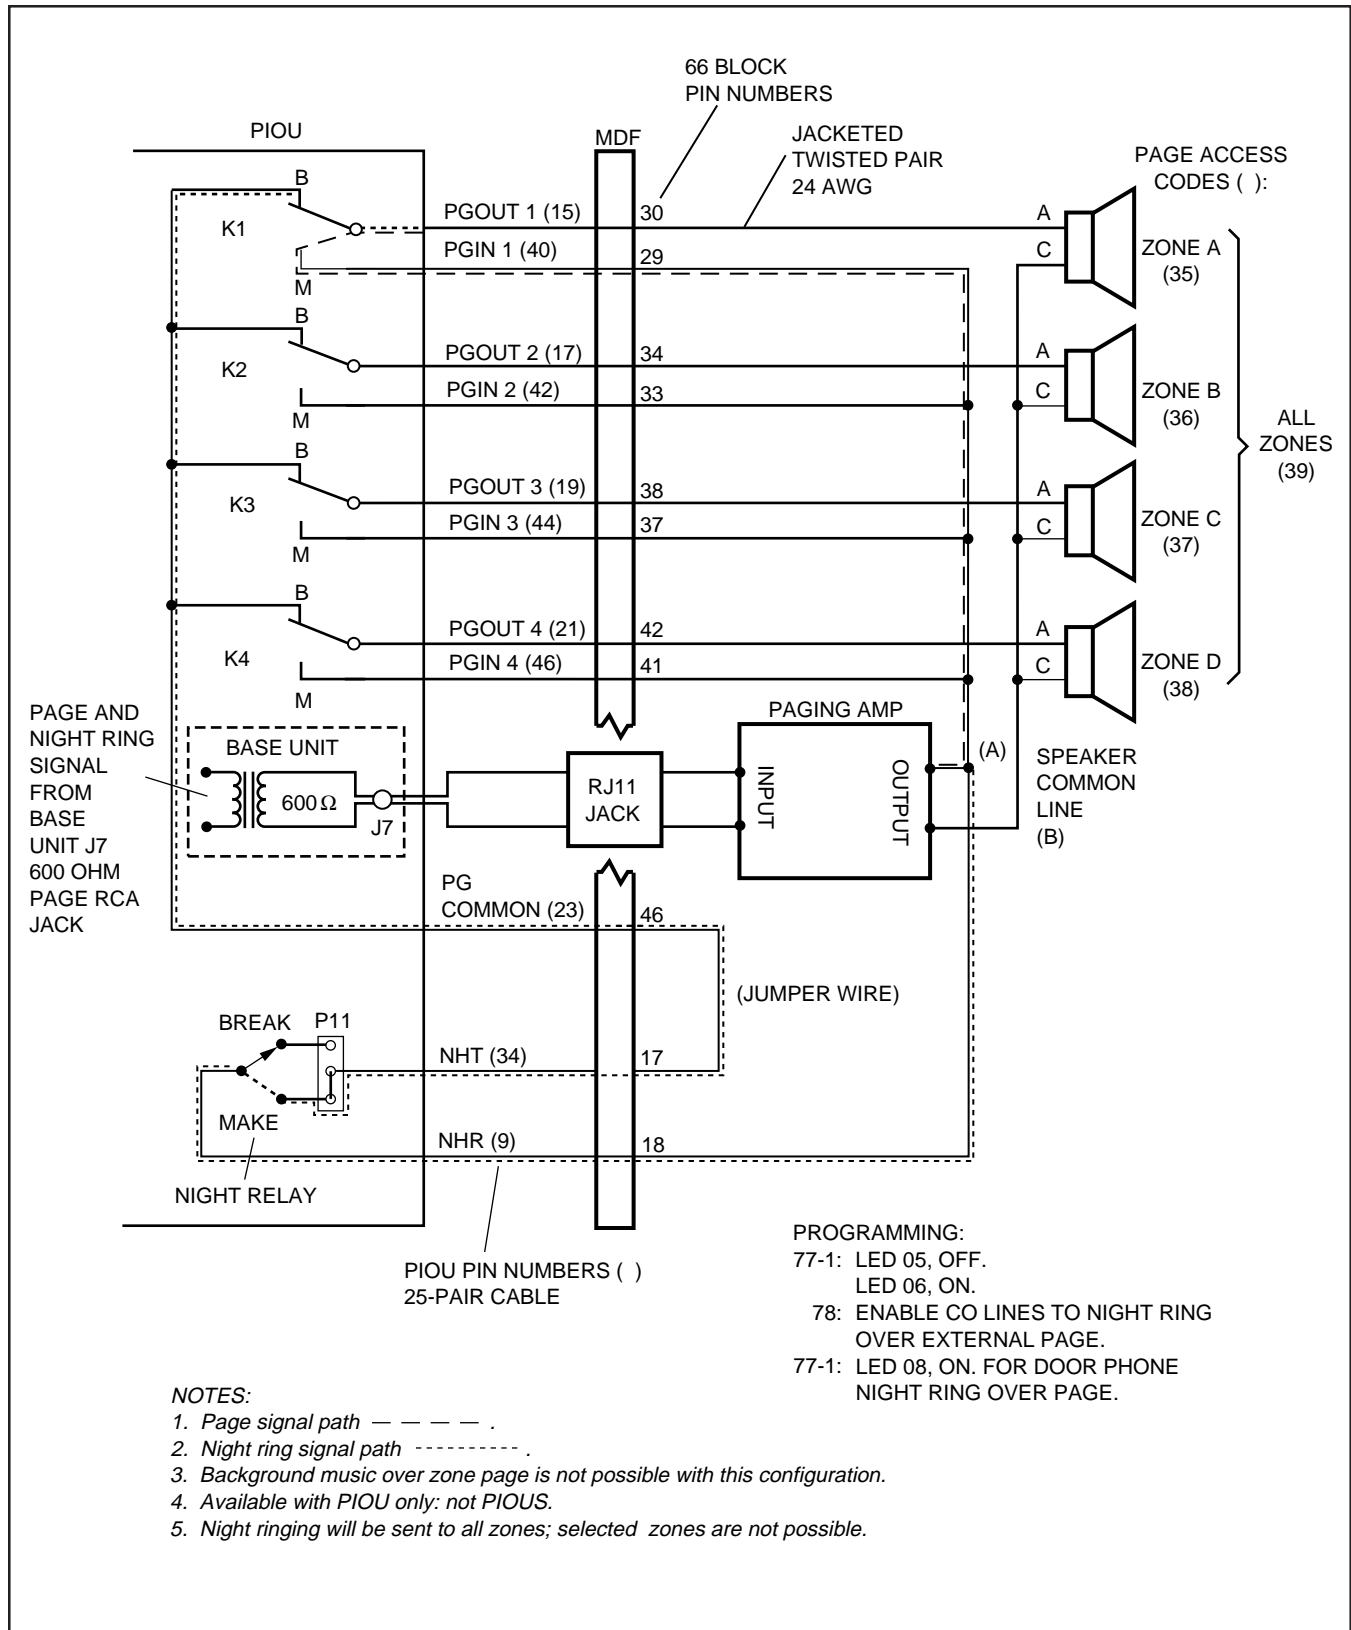 66 BLOCK
PIN NUMBERS
PIOU
MDF
JACKETED
TWISTED PAIR
24 AWG
PAGE ACCESS
CODES ( ):
B
K1
M
PGOUT 1 (15)
30
PGIN 1 (40)
29
A
C
ZONE A
(35)
B
K2
M
PGOUT 2 (17)
34
PGIN 2 (42)
33
A
C
ZONE B
(36)
ALL
ZONES
(39)
B
K3
M
PGOUT 3 (19)
38
PGIN 3 (44)
37
A
C
ZONE C
(37)
B
K4
M
PGOUT 4 (21)
42
PGIN 4 (46)
41
A
C
ZONE D
(38)
PAGE AND
NIGHT RING
SIGNAL
FROM
BASE
UNIT J7
600 OHM
PAGE RCA
JACK
BASE UNIT
600 Ω
J7
RJ11
JACK
PAGING AMP
INPUT
OUTPUT
(A)
SPEAKER
COMMON
LINE
(B)
PG
COMMON (23)
46
(JUMPER WIRE)
BREAK
P11
NHT (34)
17
MAKE
NHR (9)
18
NIGHT RELAY
PIOU PIN NUMBERS ( )
25-PAIR CABLE
PROGRAMMING:
77-1: LED 05, OFF.
LED 06, ON.
78: ENABLE CO LINES TO NIGHT RING
OVER EXTERNAL PAGE.
77-1: LED 08, ON. FOR DOOR PHONE
NIGHT RING OVER PAGE.
NOTES:
1. Page signal path — — — — .
2. Night ring signal path ---------- .
3. Background music over zone page is not possible with this configuration.
4. Available with PIOU only: not PIOUS.
5. Night ringing will be sent to all zones; selected zones are not possible.